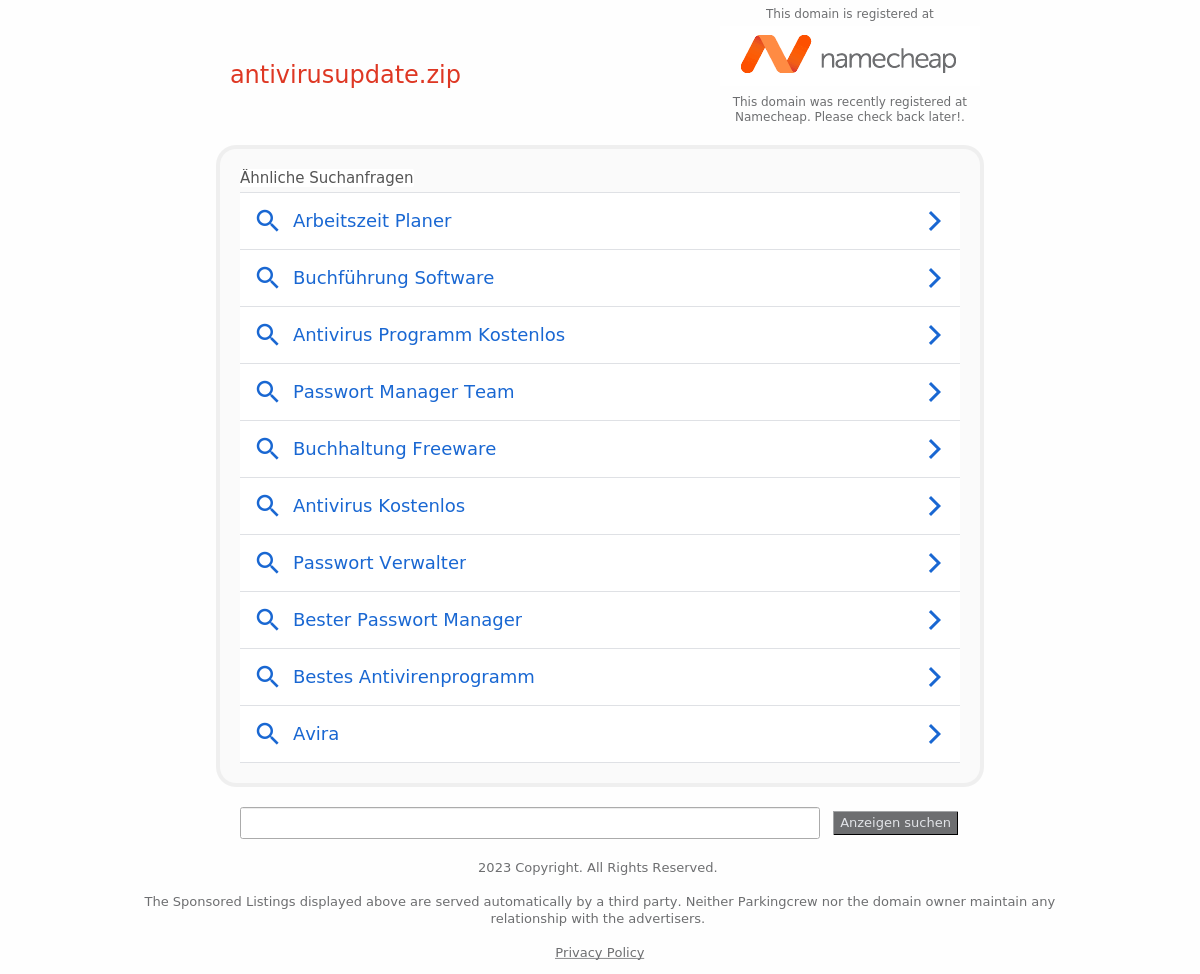 This domain is registered at
namecheap
antivirusupdate.zip
This domain was recently registered at
Namecheap. Please check back later!.
Ähnliche Suchanfragen
Arbeitszeit Planer
Buchführung Software
Antivirus Programm Kostenlos
Passwort Manager Team
Buchhaltung Freeware
Antivirus Kostenlos
Passwort Verwalter
Bester Passwort Manager
Bestes Antivirenprogramm
Avira
Anzeigen suchen
2023 Copyright. All Rights Reserved.
The Sponsored Listings displayed above are served automatically by a third party. Neither Parkingcrew nor the domain owner maintain any
relationship with the advertisers.
Privacy Policy